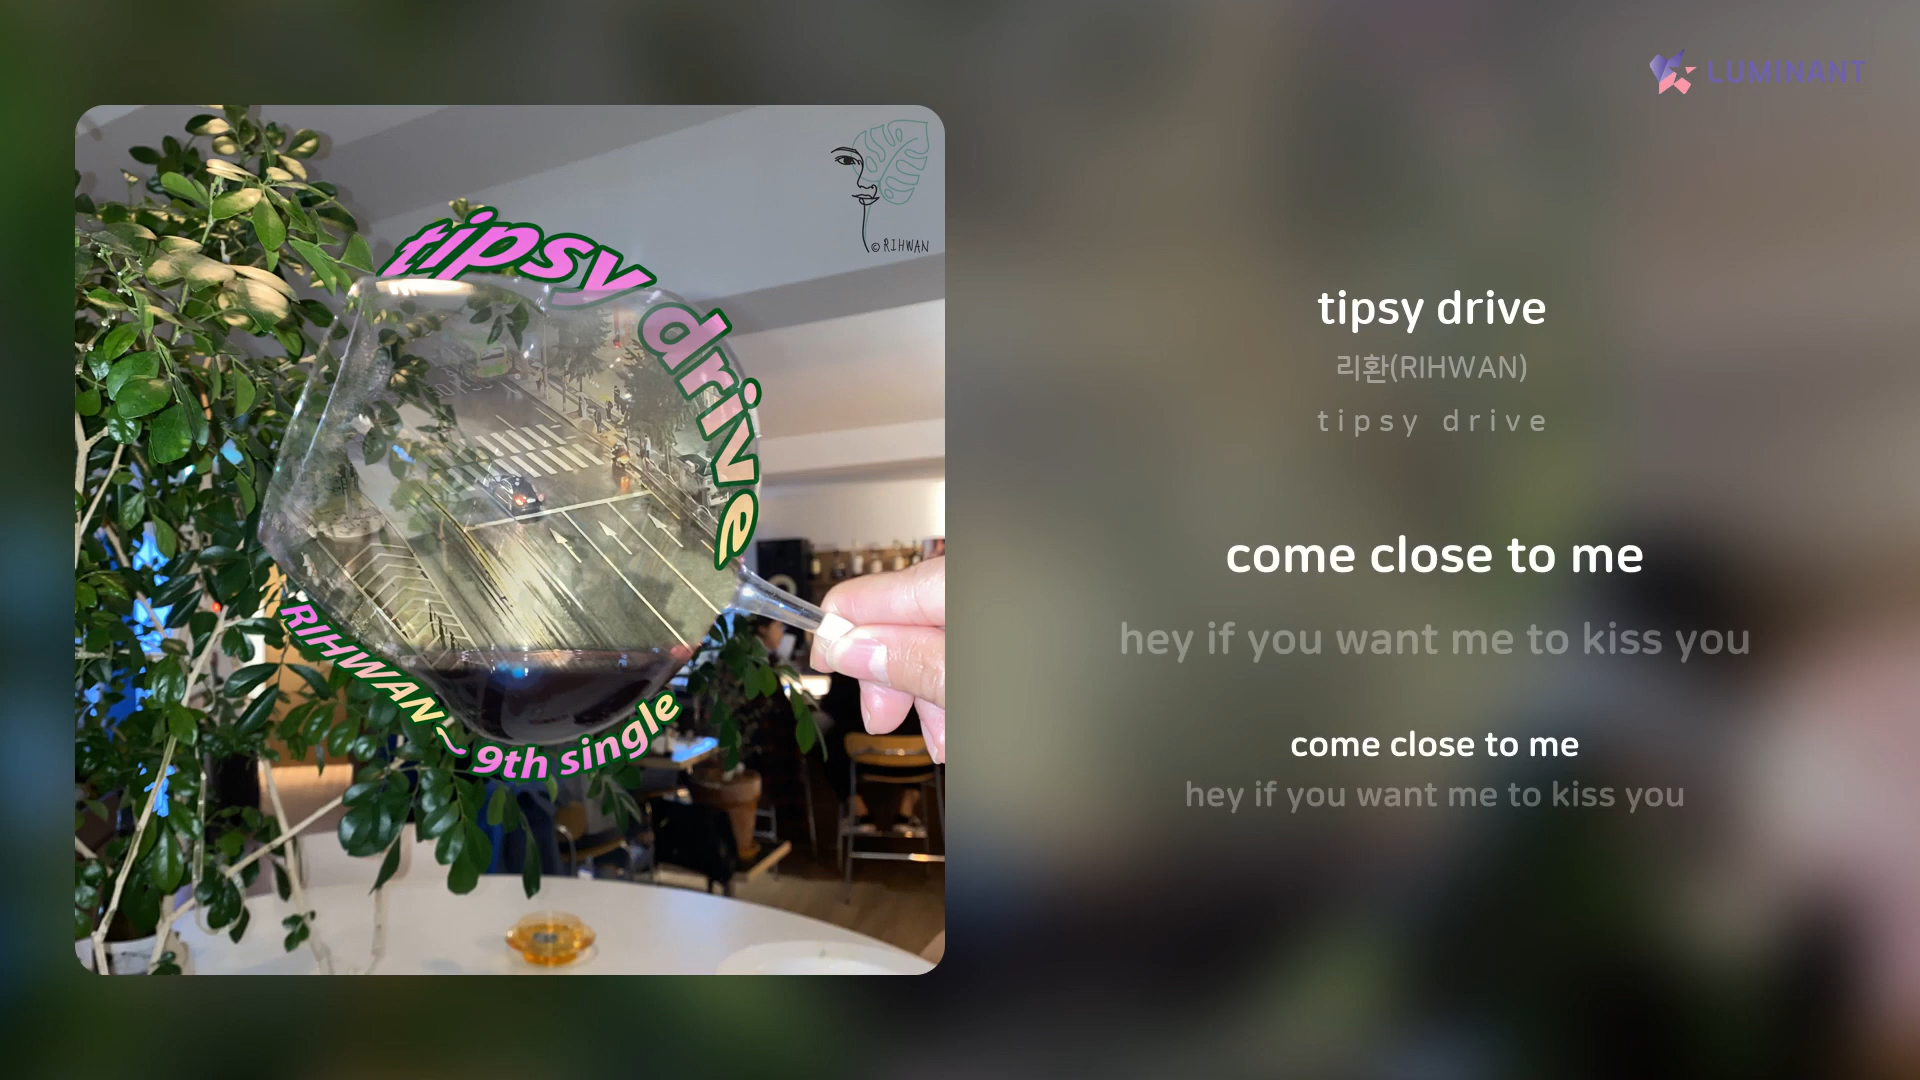 LUMINANT
© RIHWAN
tipsy drive
RIHWAN~ 9th single
tipsy drive
리환(RIHWAN)
tipsy drive
come close to me
hey if you want me to kiss you
come close to me
hey if you want me to kiss you